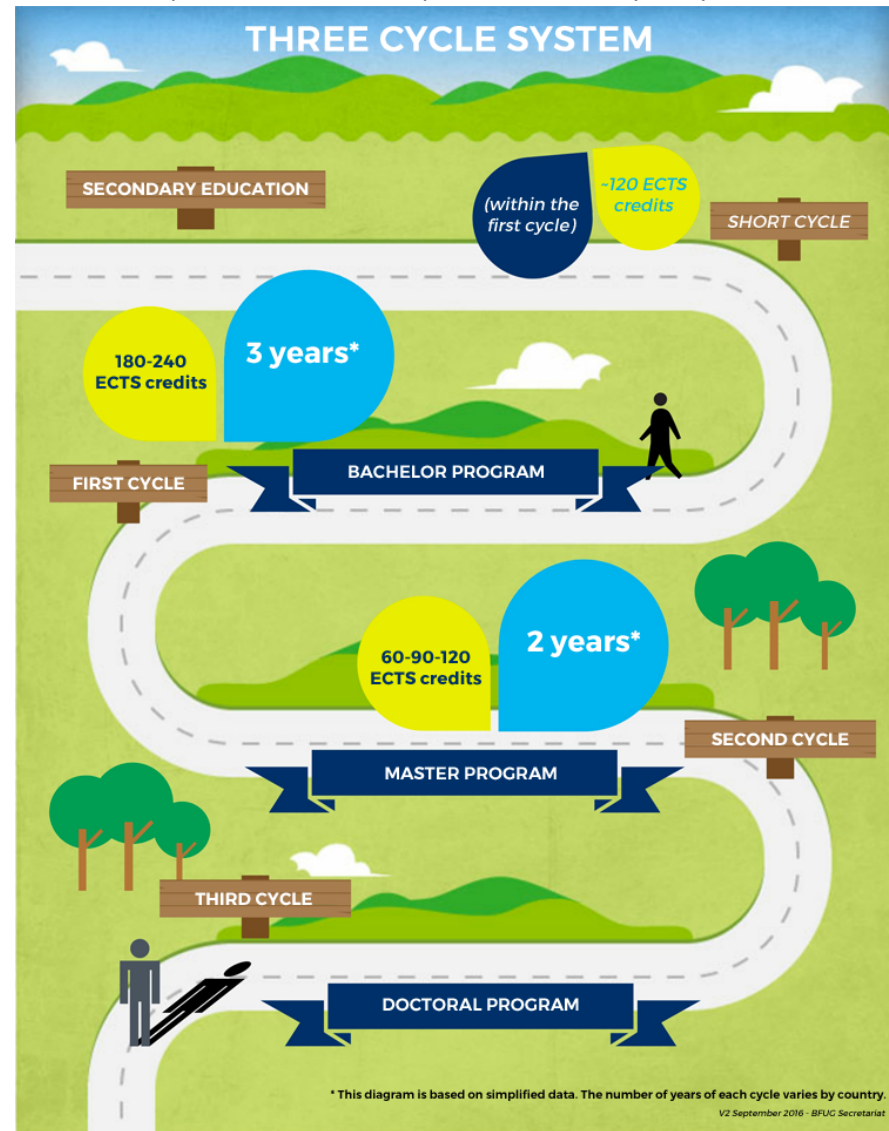 THREE CYCLE SYSTEM
SECONDARY EDUCATION
(within the
first cycle)
~120 ECTS
credits
SHORT CYCLE
180-240
ECTS credits
3 years*
BACHELOR PROGRAM
FIRST CYCLE
60-90-120
ECTS credits
2 years*
SECOND CYCLE
MASTER PROGRAM
THIRD CYCLE
DOCTORAL PROGRAM
* This diagram is based on simplified data. The number of years of each cycle varies by country.
V2 September 2016 - BFUG Secretariat